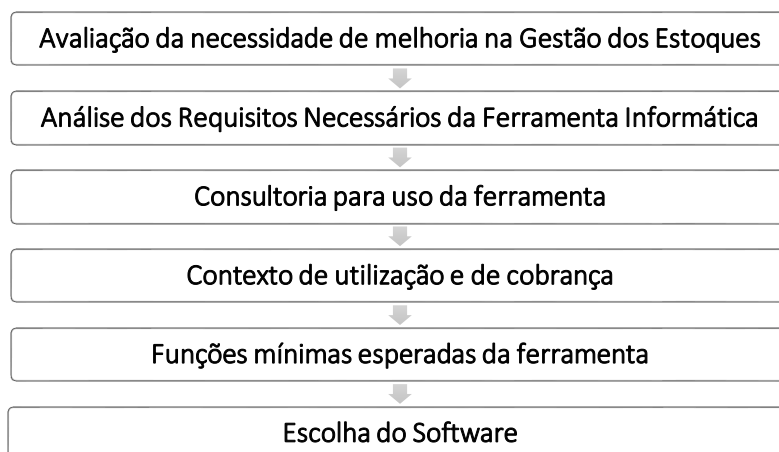 Avaliação da necessidade de melhoria na Gestão dos Estoques
Análise dos Requisitos Necessários da Ferramenta Informática
Consultoria para uso da ferramenta
Contexto de utilização e de cobrança
Funções mínimas esperadas da ferramenta
Escolha do Software